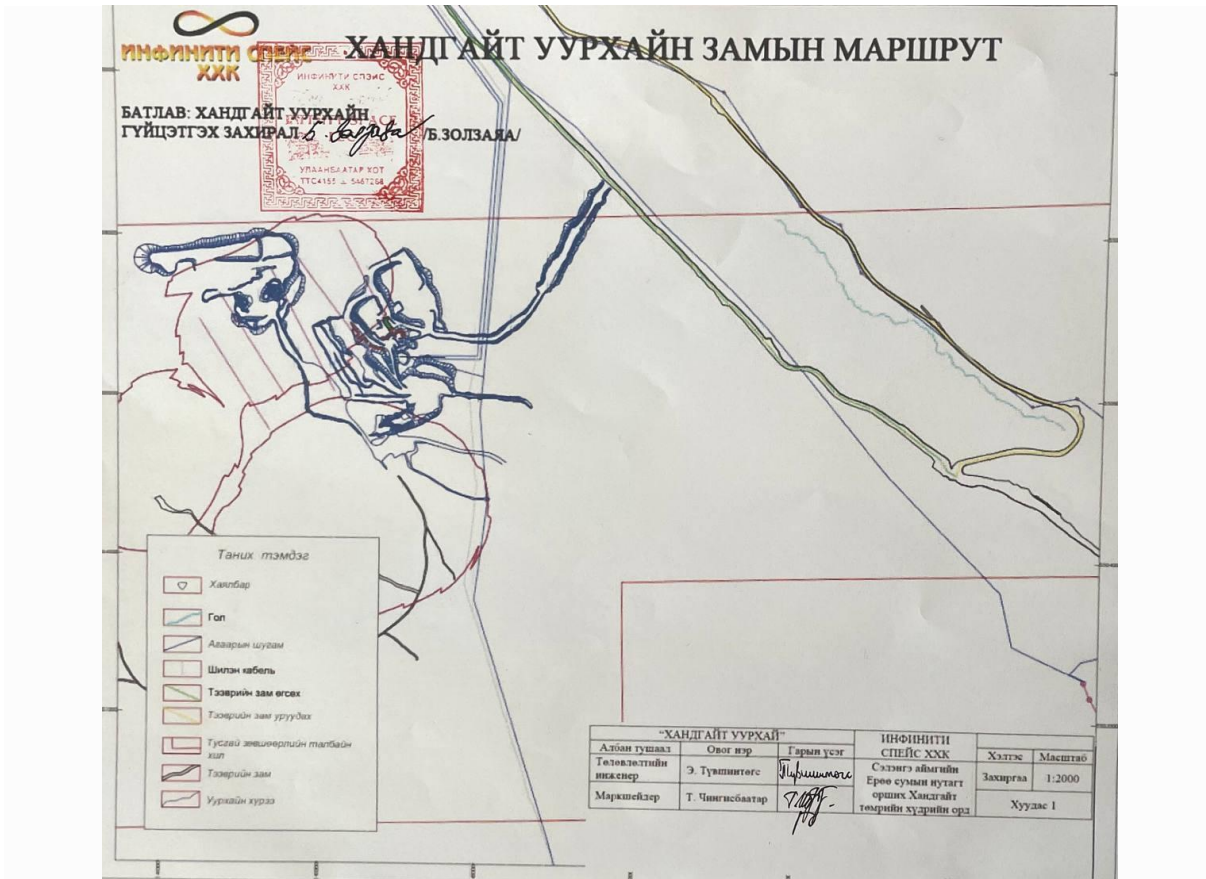 ИНФИНИТИ СПЕЙС
ХХК
ХАНДГАЙТ УУРХАЙН ЗАМЫН МАРШРУТ
ИНФИНИТИ СПЭЙС
ХХК
УЛААНБААТАР ХОТ
БАТЛАВ: ХАНДГАЙТ УУРХАЙН
ГҮЙЦЭТГЭХ ЗАХИРАЛ /Б.ЗОЛЗАЯА/
Таних тэмдэг
Хаялбар
Гол
Агаарын шугам
Шилэн кабель
Тээврийн зам өгсөх
Тээврийн зам уруудах
Тусгай зөвшөөрлийн талбайн
хил
Тээврийн зам
Уурхайн хүрээ
"ХАНДГАЙТ УУРХАЙ"
Албан тушаал Овог нэр Гарын үсэг
Төлөвлөлтийн
инженер
Э. Түвшинтөгс
Маркшейдер Т. Чингисбаатар
ИНФИНИТИ
СПЕЙС ХХК
Сэлэнгэ аймгийн
Ерөө сумын нутагт
орших Хандгайт
төмрийн хүдрийн орд
Хэлтэс Масштаб
Захиргаа 1:2000
Хуудас 1